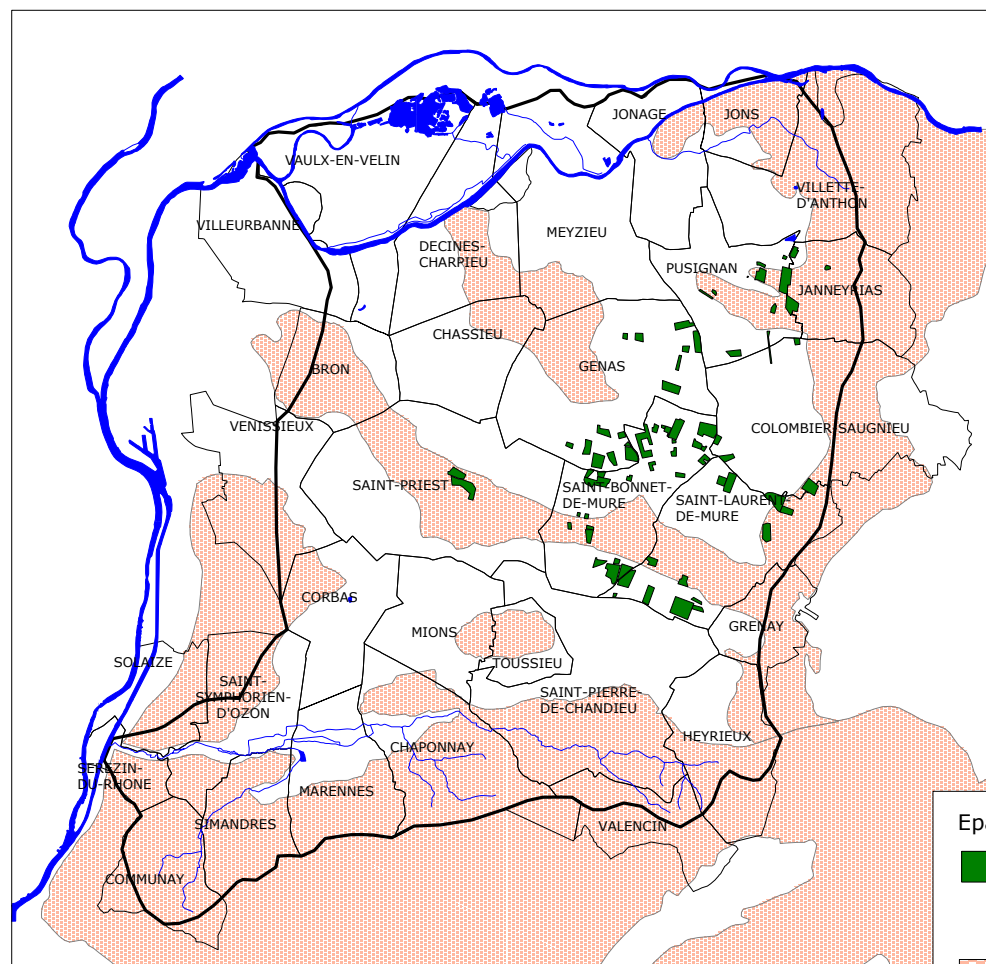 JONAGE
JONS
VAULX-EN-VELIN
VILLETTE-
D'ANTHON
VILLEURBANNE
MEYZIEU
DECINES-
CHARPIEU
PUSIGNAN
JANNEYRIAS
CHASSIEU
GENAS
BRON
VENISSIEUX
COLOMBIER-SAUGNIEU
SAINT-PRIEST
SAINT-BONNET-
DE-MURE
SAINT-LAURENT-
DE-MURE
CORBAS
MIONS
GRENAY
SOLAIZE
TOUSSIEU
SAINT-
SYMPHORIEN-
D'OZON
SAINT-PIERRE-
DE-CHANDIEU
HEYRIEUX
CHAPONNAY
SEREZIN-
DU-RHONE
MARENNES
SIMANDRES
VALENCIN
COMMUNAY